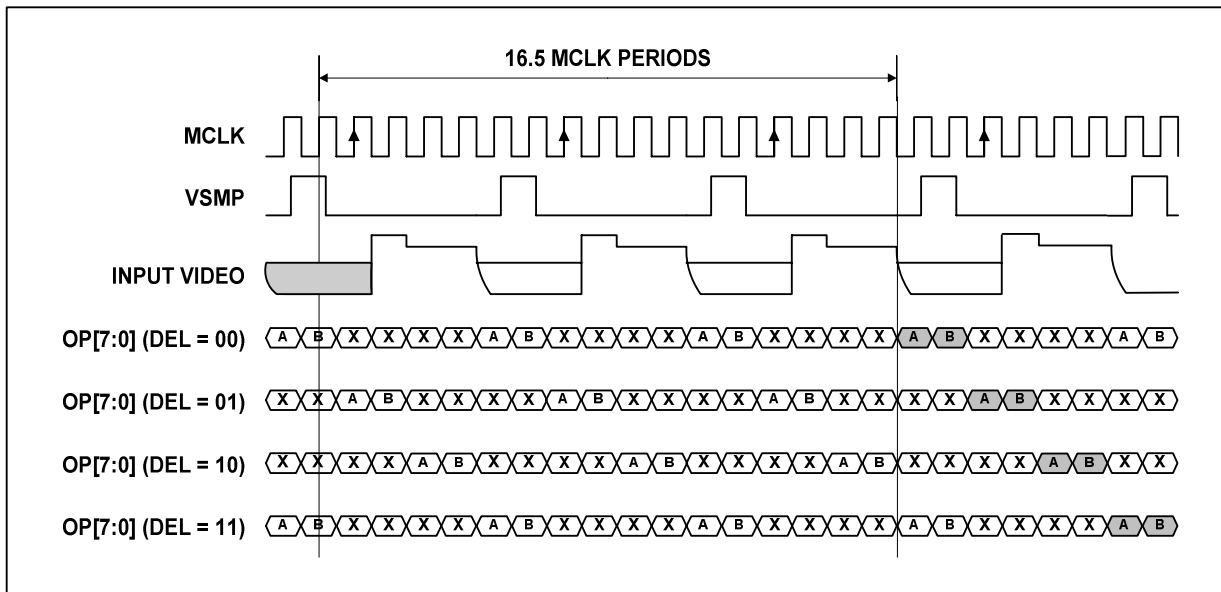 16.5 MCLK PERIODS
MCLK
VSMP
INPUT VIDEO
OP[7:0] (DEL = 00) A B X X X X A B X X X X A B X X X X A B X X X X A B
OP[7:0] (DEL = 01) X X A B X X X X A B X X X X A B X X X X A B X X X X
OP[7:0] (DEL = 10) X X X X A B X X X X A B X X X X A B X X X X A B X X
OP[7:0] (DEL = 11) A B X X X X A B X X X X A B X X X X A B X X X X A B